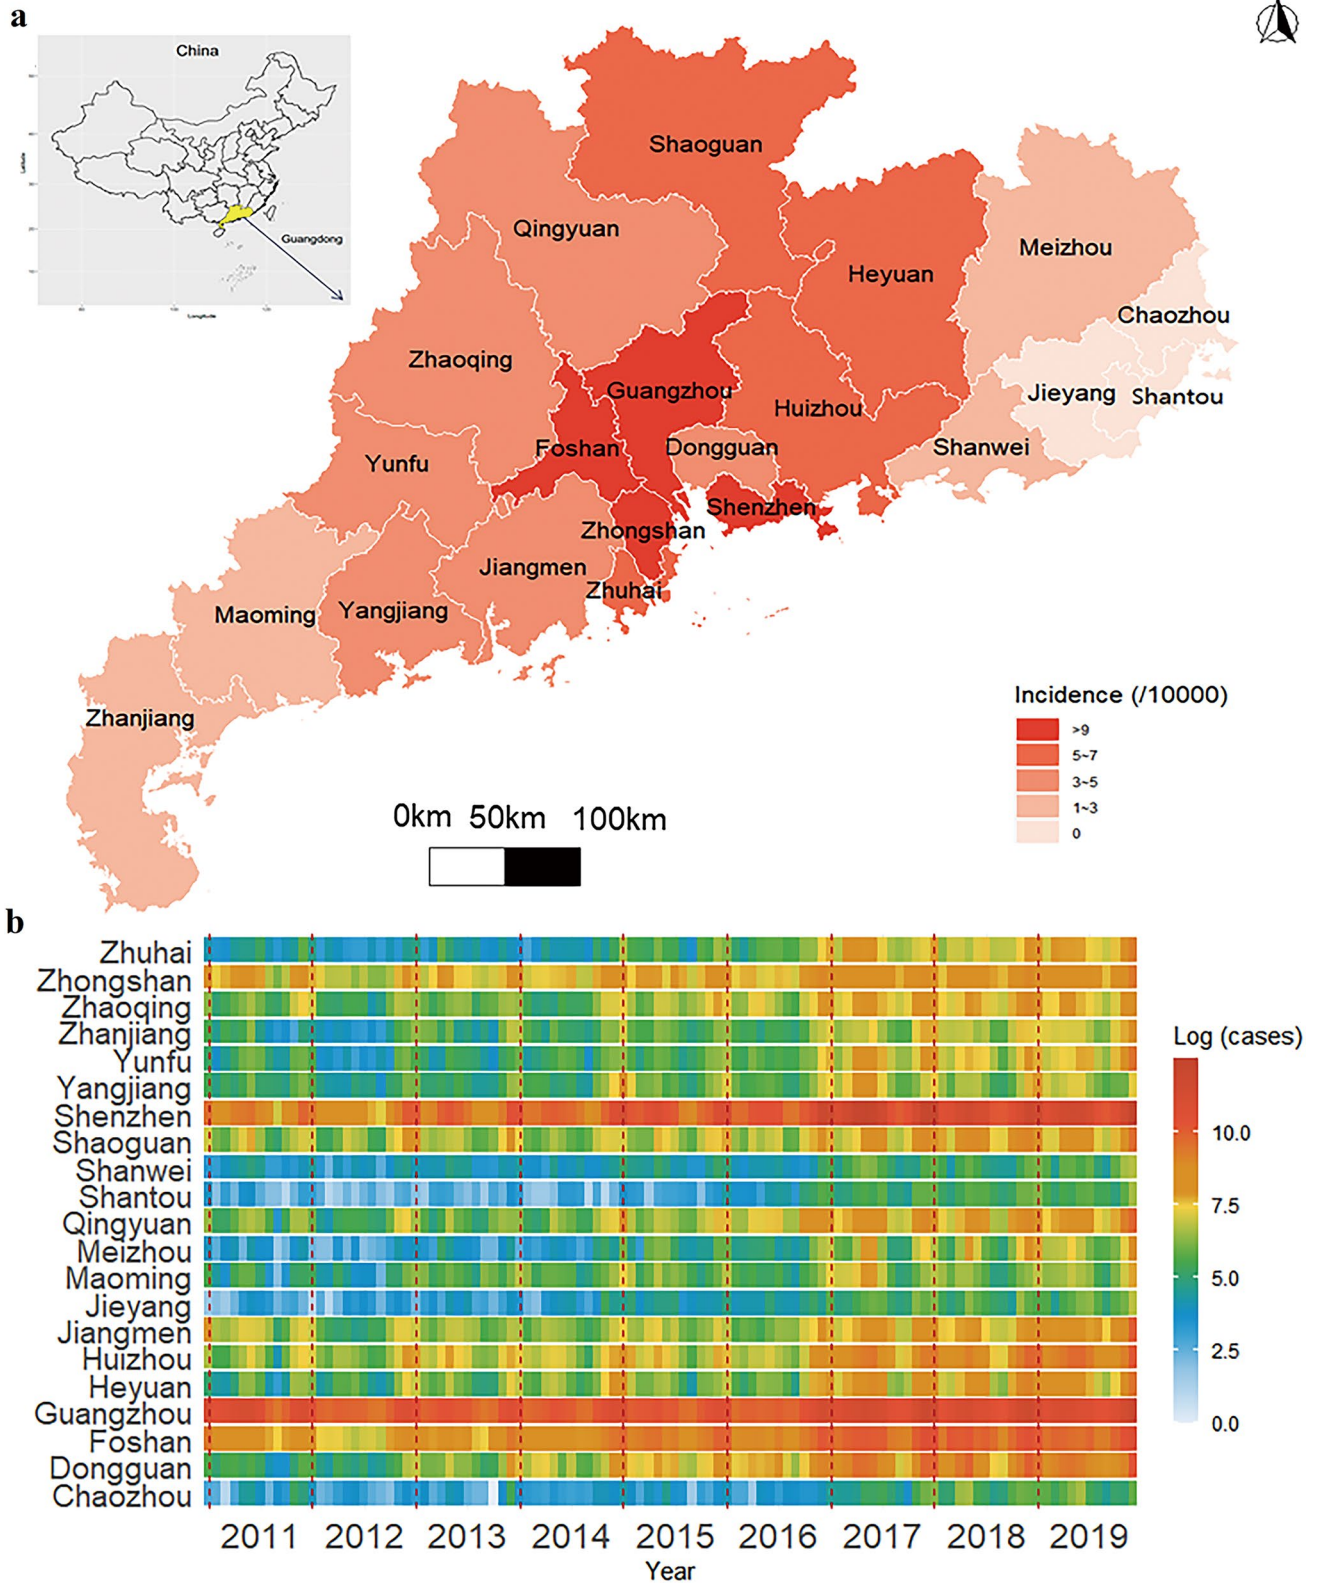 a
China
Latitude
Guangdong
Longitude
Shaoguan
Qingyuan
Heyuan
Meizhou
Chaozhou
Zhaoqing
Guangzhou
Huizhou
Jieyang
Shantou
Foshan
Dongguan
Shanwei
Yunfu
Shenzhen
Zhongshan
Jiangmen
Zhuhai
Maoming
Yangjiang
Zhanjiang
Incidence (/10000)
>9
5~7
3~5
1~3
0
0km 50km 100km
b
Zhuhai
Zhongshan
Zhaoqing
Zhanjiang
Yunfu
Yangjiang
Shenzhen
Shaoguan
Shanwei
Shantou
Qingyuan
Meizhou
Maoming
Jieyang
Jiangmen
Huizhou
Heyuan
Guangzhou
Foshan
Dongguan
Chaozhou
2011 2012 2013 2014 2015 2016 2017 2018 2019
Year
Log (cases)
10.0
7.5
5.0
2.5
0.0